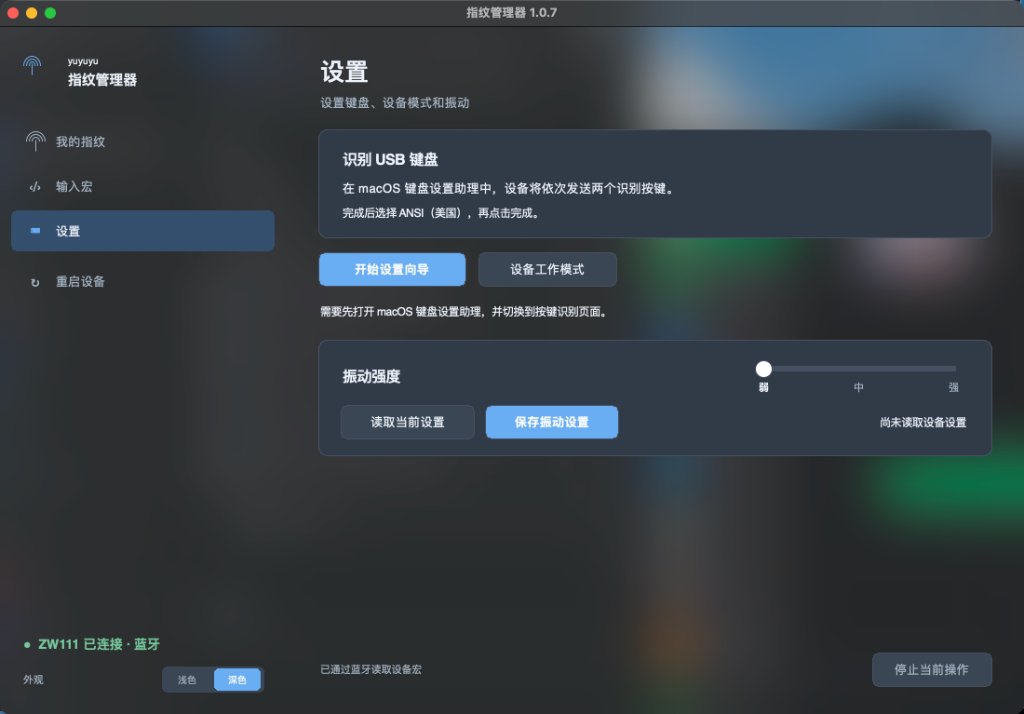 指纹管理器 1.0.7
yuyuyu
指纹管理器
我的指纹
输入宏
设置
重启设备
设置
设置键盘、设备模式和振动
识别 USB 键盘
在 macOS 键盘设置助理中，设备将依次发送两个识别按键。
完成后选择 ANSI（美国），再点击完成。
开始设置向导
设备工作模式
需要先打开 macOS 键盘设置助理，并切换到按键识别页面。
振动强度
弱
中
强
读取当前设置
保存振动设置
尚未读取设备设置
ZW111 已连接 · 蓝牙
外观
浅色
深色
已通过蓝牙读取设备宏
停止当前操作